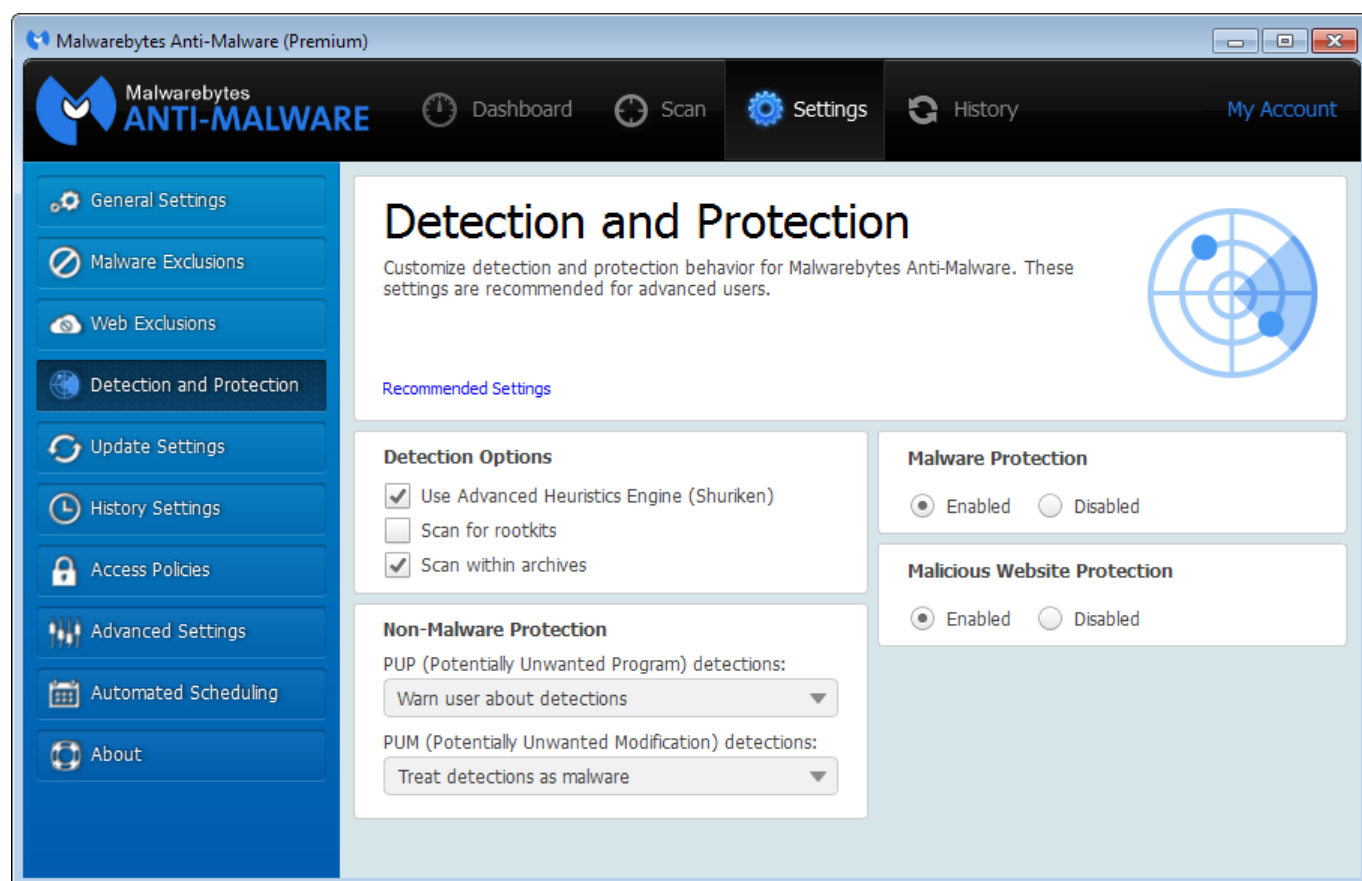 Malwarebytes Anti-Malware (Premium)
Malwarebytes
ANTI-MALWARE
Dashboard
Scan
Settings
History
My Account
General Settings
Malware Exclusions
Web Exclusions
Detection and Protection
Update Settings
History Settings
Access Policies
Advanced Settings
Automated Scheduling
About
Detection and Protection
Customize detection and protection behavior for Malwarebytes Anti-Malware. These
settings are recommended for advanced users.
Recommended Settings
Detection Options
Use Advanced Heuristics Engine (Shuriken)
Scan for rootkits
Scan within archives
Non-Malware Protection
PUP (Potentially Unwanted Program) detections:
Warn user about detections
PUM (Potentially Unwanted Modification) detections:
Treat detections as malware
Malware Protection
Enabled
Disabled
Malicious Website Protection
Enabled
Disabled